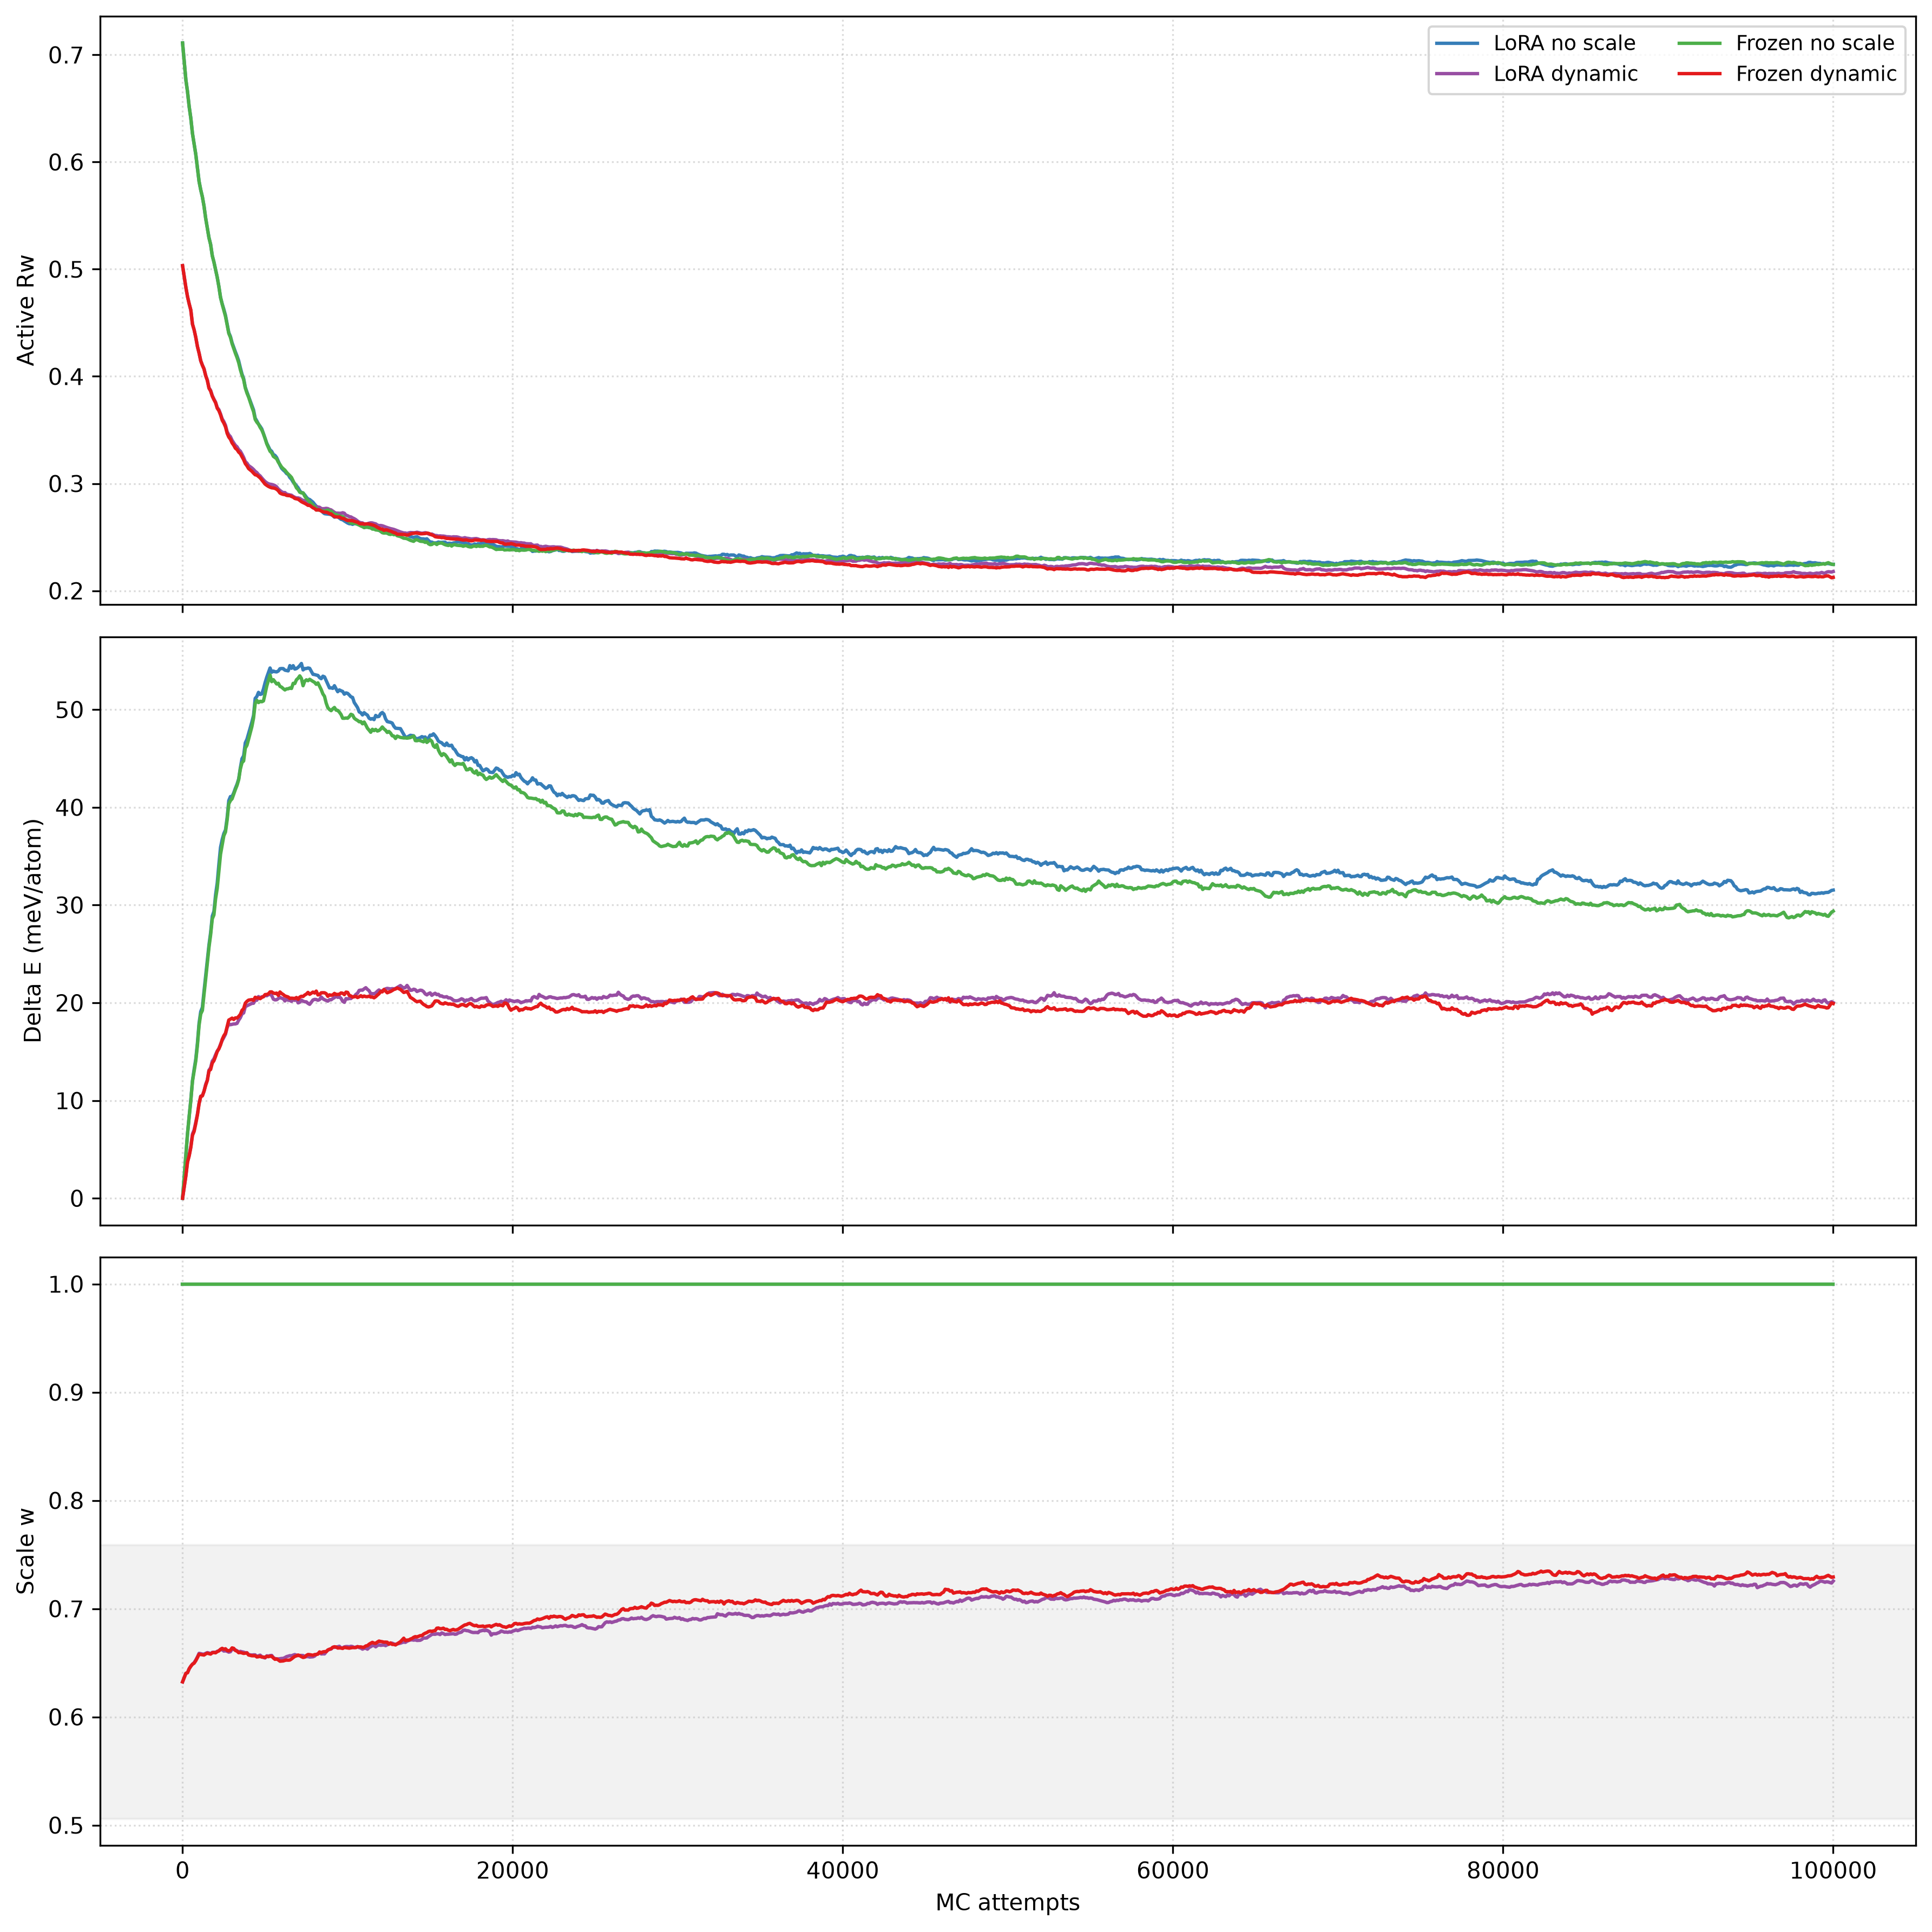 0.7
0.6
0.5
0.4
0.3
0.2
Active Rw
LoRA no scale
LoRA dynamic
Frozen no scale
Frozen dynamic
50
40
30
20
10
0
Delta E (meV/atom)
1.0
0.9
0.8
0.7
0.6
0.5
Scale w
0 20000 40000 60000 80000 100000
MC attempts